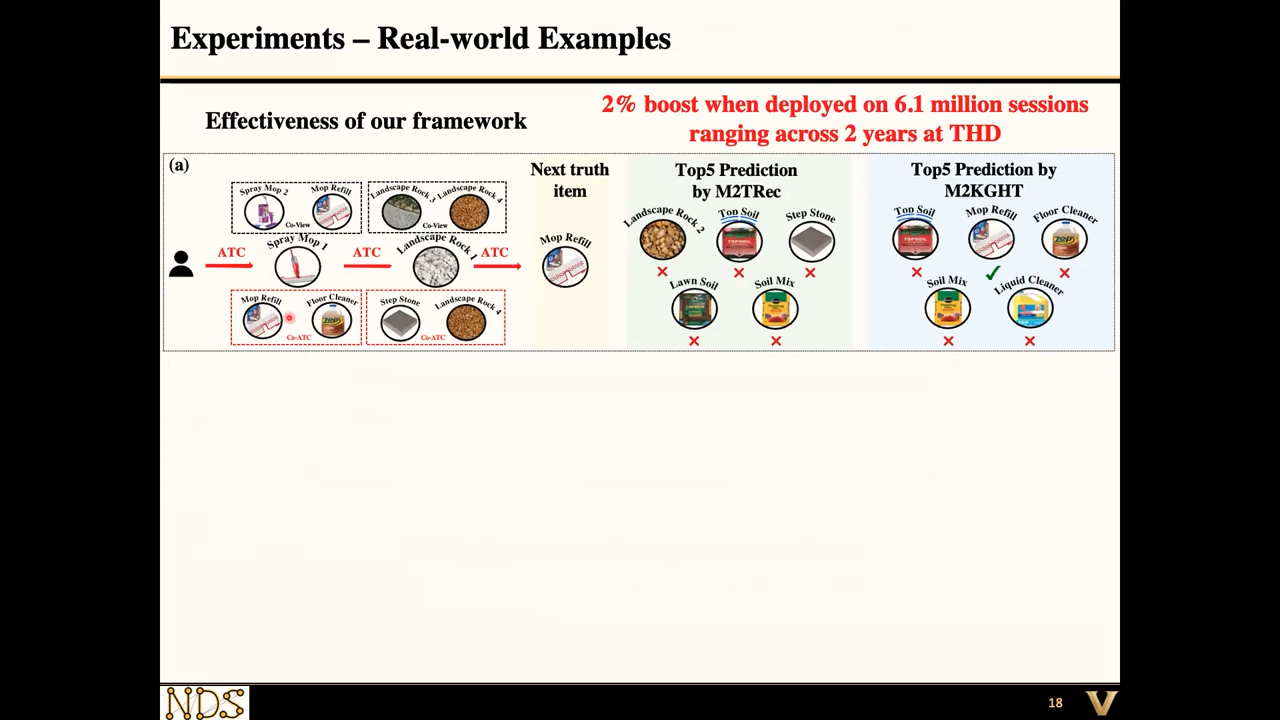 Experiments – Real-world Examples
Effectiveness of our framework
2% boost when deployed on 6.1 million sessions
ranging across 2 years at THD
(a)
Spray Mop 2
Mop Refill
Co-View
Landscape Rock 3
Landscape Rock 4
Co-View
ATC
Spray Mop 1
ATC
Landscape Rock 1
ATC
Mop Refill
Floor Cleaner
Co-ATC
Step Stone
Landscape Rock 4
Co-ATC
Next truth
item
Mop Refill
Top5 Prediction
by M2TRec
Landscape Rock 2
Top Soil
TOPSOIL
Step Stone
Lawn Soil
Soil Mix
Top5 Prediction by
M2KGHT
Top Soil
TOPSOIL
Mop Refill
Floor Cleaner
Soil Mix
Liquid Cleaner
NDS
18
V